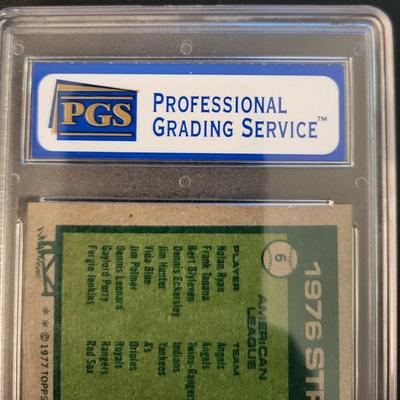 PGS
PROFESSIONAL
GRADING SERVICE™
6
AMERICAN
LEAGUE
PLAYER TEAM
Nolan Ryan Angels
Frank Tanana Angels
Bert Blyleven Twins-Rangers
Dennis Eckersley Indians
Jim Hunter Yankees
Vida Blue A's
Jim Palmer Orioles
Dennis Leonard Royals
Gaylord Perry Rangers
Fergie Jenkins Red Sox
1976 STR
**©1977 TOPPS